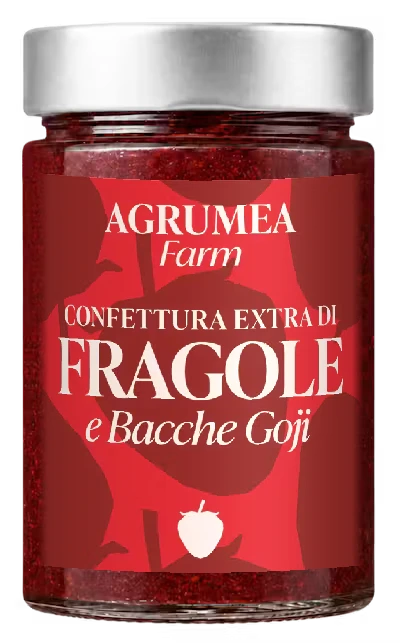 AGRUMEA
Farm
CONFETTURA EXTRA DI
FRAGOLE
e Bacche Goji